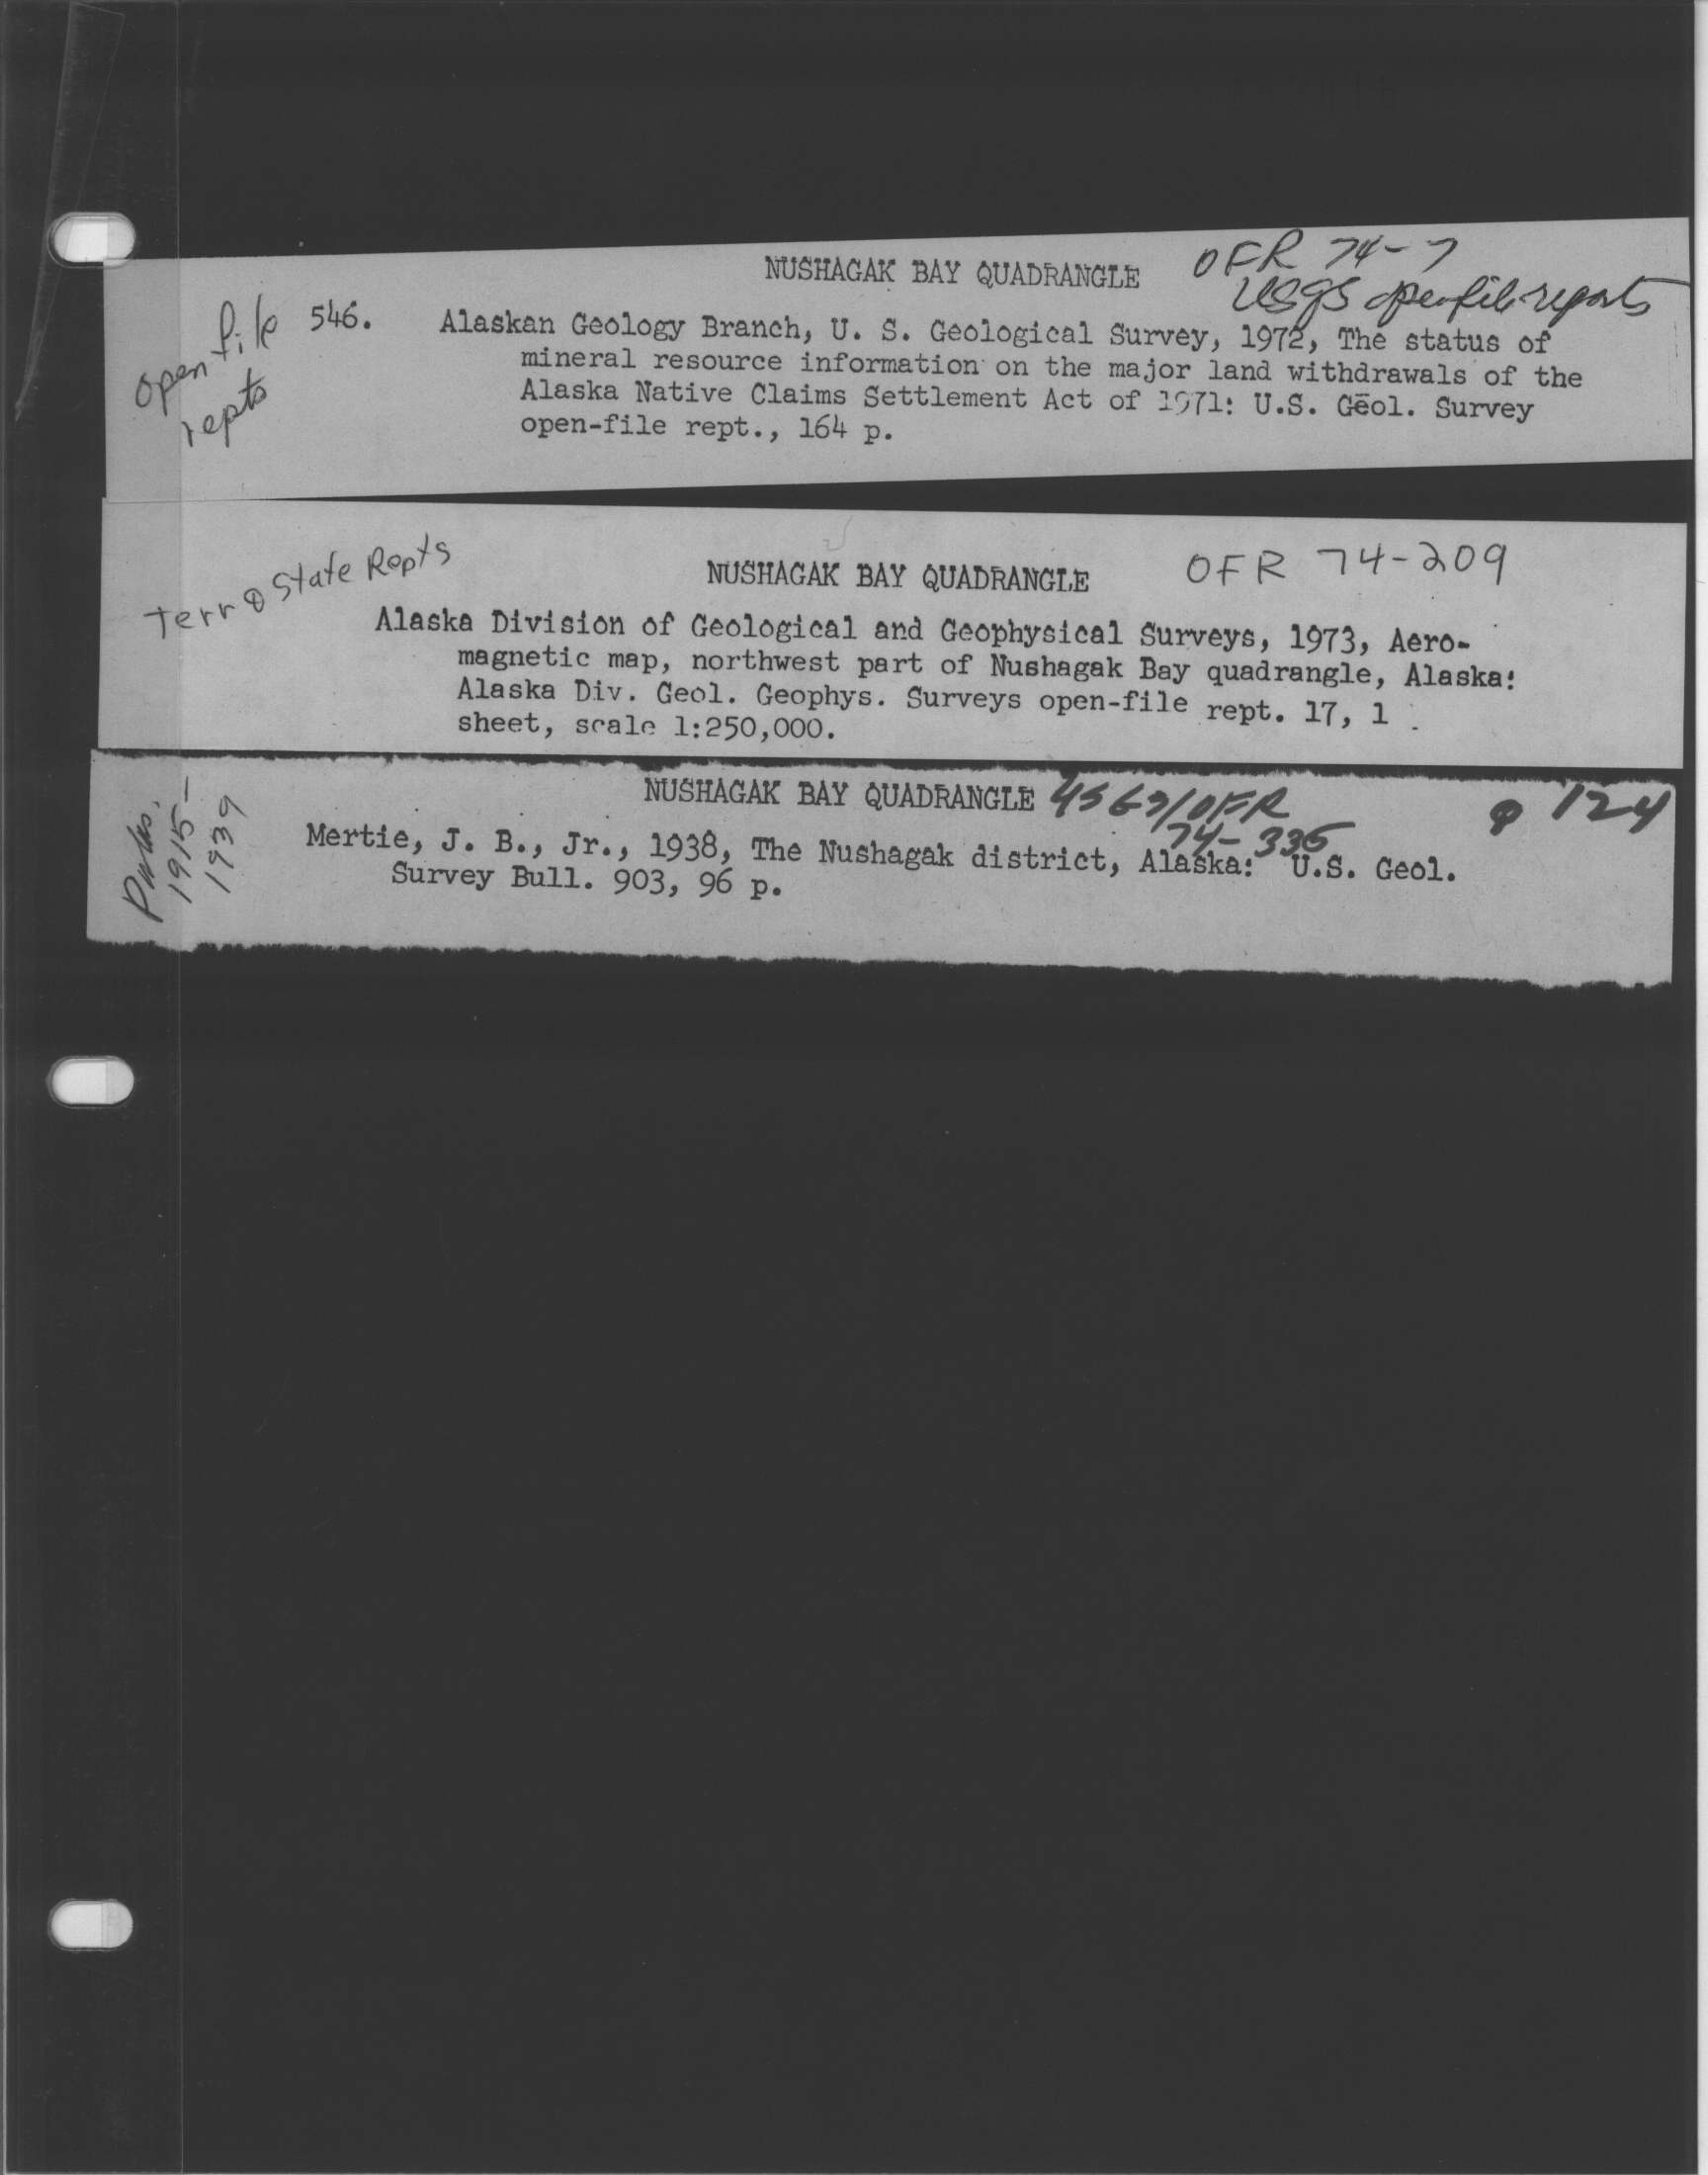 NUSHAGAK BAY QUADRANGLE OFR 74-7
USGS open file reports
open file
repts
546. Alaskan Geology Branch, U. S. Geological Survey, 1972, The status of
mineral resource information on the major land withdrawals of the
Alaska Native Claims Settlement Act of 1971: U.S. Geol. Survey
open-file rept., 164 p.
Terr & State Repts
NUSHAGAK BAY QUADRANGLE OFR 74-209
Alaska Division of Geological and Geophysical Surveys, 1973, Aero-
magnetic map, northwest part of Nushagak Bay quadrangle, Alaska:
Alaska Div. Geol. Geophys. Surveys open-file rept. 17, 1
sheet, scale 1:250,000.
1915-
1939
NUSHAGAK BAY QUADRANGLE /OFR p 124
74-335
Mertie, J. B., Jr., 1938, The Nushagak district, Alaska: U.S. Geol.
Survey Bull. 903, 96 p.